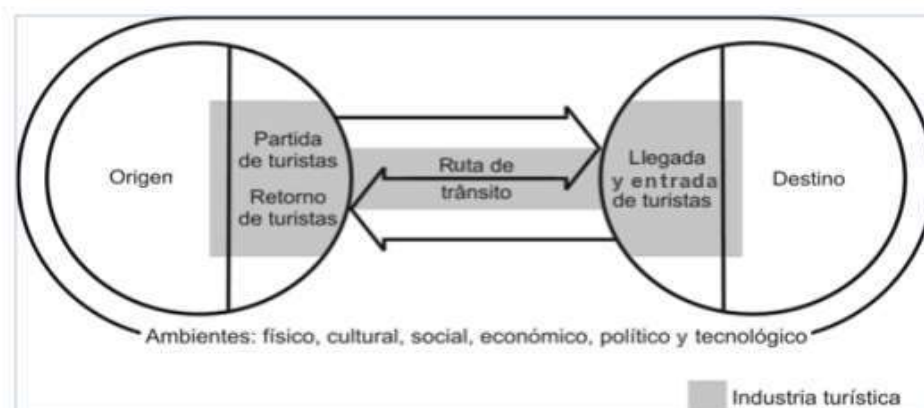 Origen
Partida
de turistas
Retorno
de turistas
Ruta de
trânsito
Llegada
y entrada
de turistas
Destino
Ambientes: físico, cultural, social, económico, político y tecnológico
Industria turística